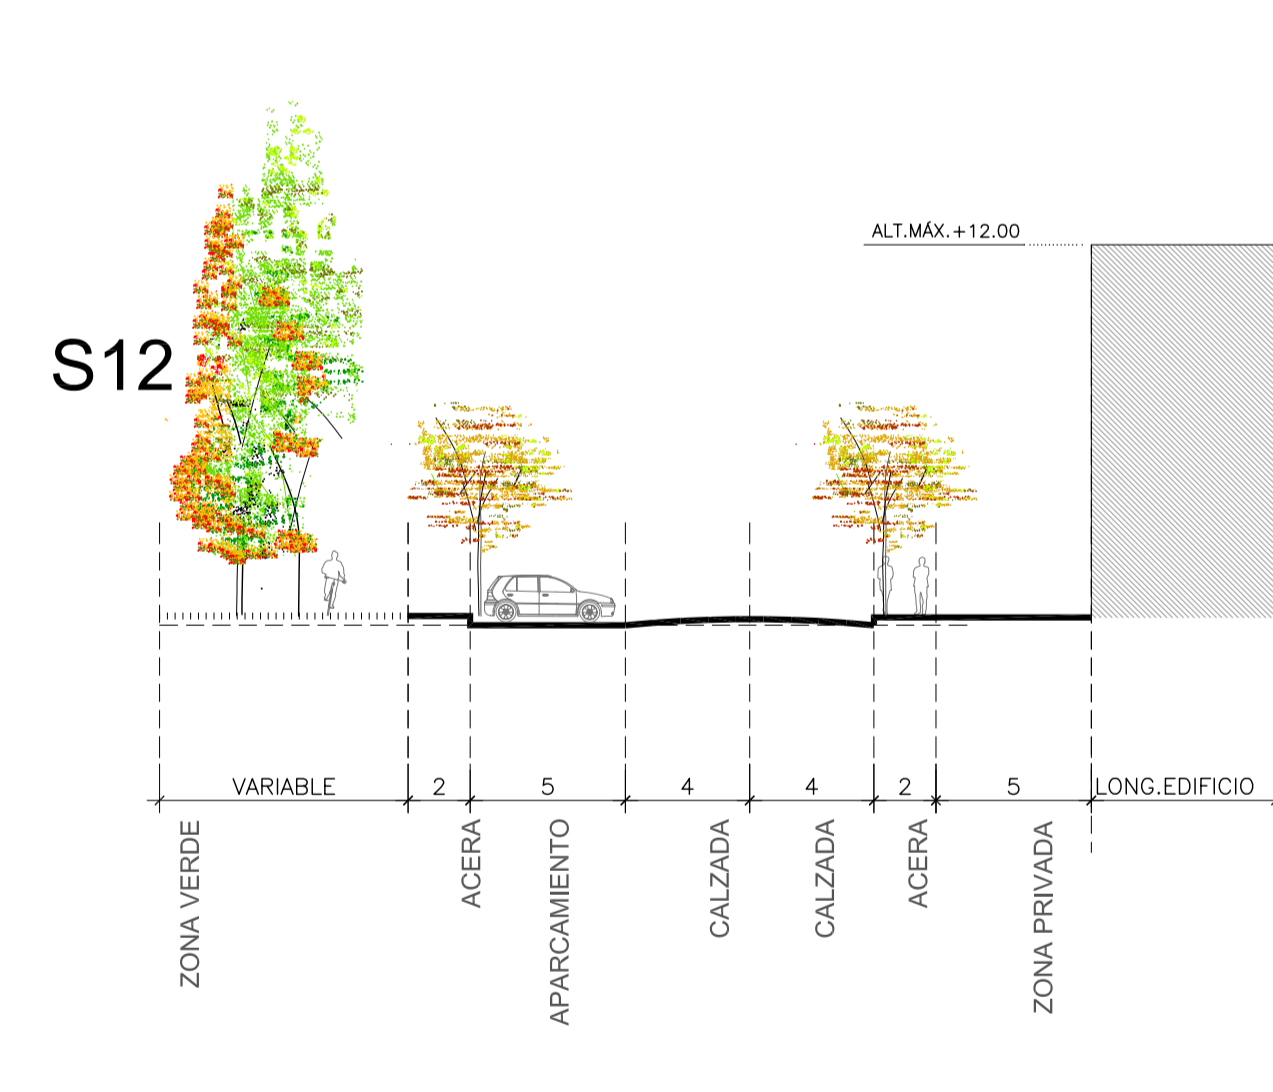 ALT.MÁX.+12.00
S12
VARIABLE
2
5
4
4
2
5
LONG.EDIFICIO
ZONA VERDE
ACERA
APARCAMIENTO
CALZADA
CALZADA
ACERA
ZONA PRIVADA